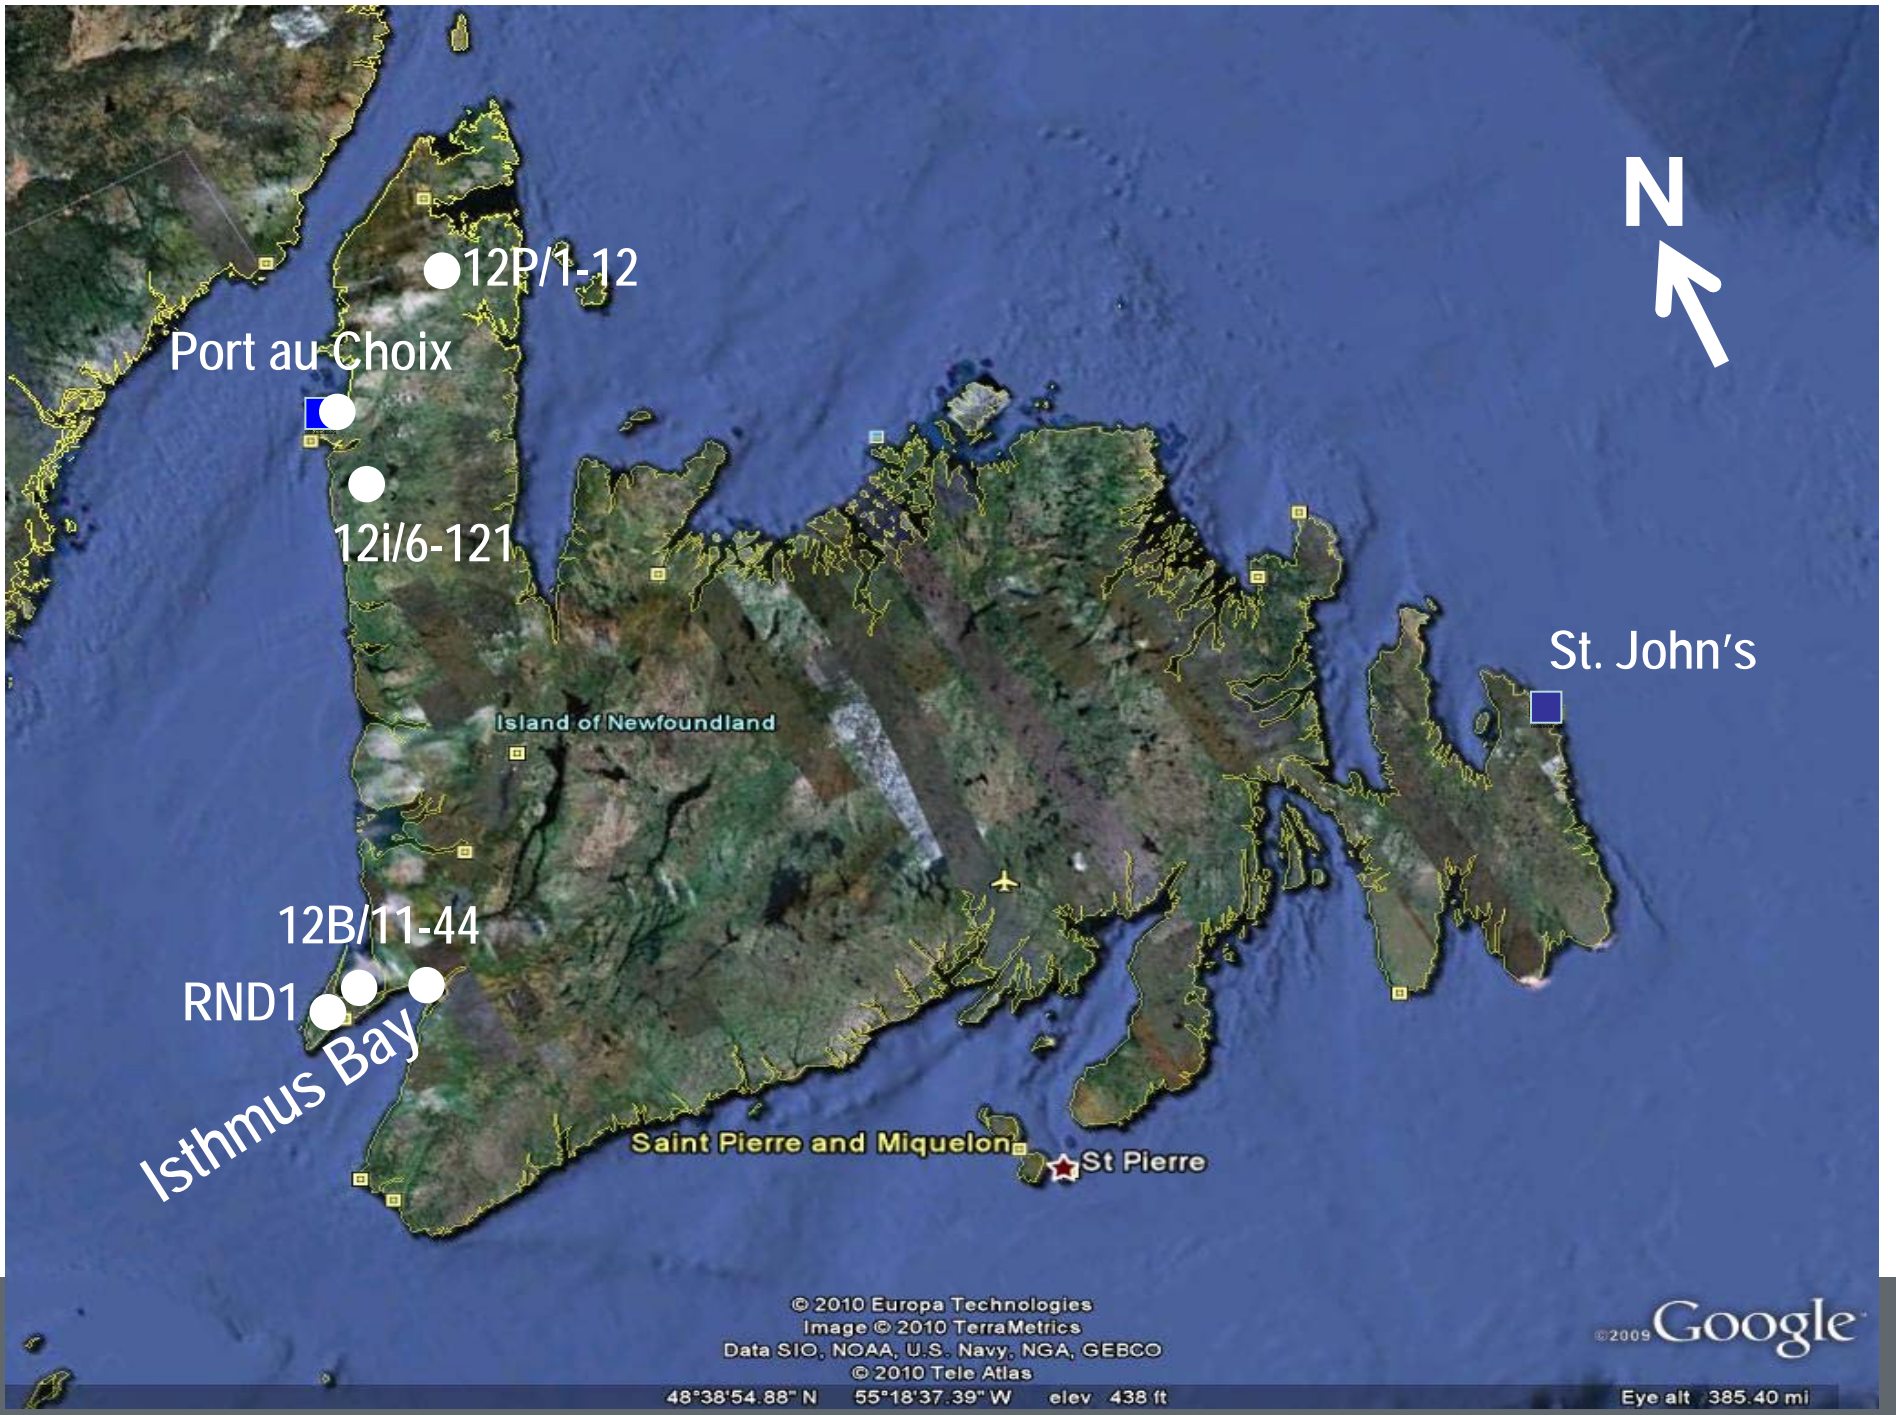 N
12P/1-12
Port au Choix
12i/6-121
St. John's
Island of Newfoundland
12B/11-44
RND1
Isthmus Bay
Saint Pierre and Miquelon
St Pierre
© 2010 Europa Technologies
Image © 2010 TerraMetrics
Data SIO, NOAA, U.S. Navy, NGA, GEBCO
© 2010 Tele Atlas
©2009 Google
48°38'54.88" N 55°18'37.39" W elev 438 ft
Eye alt 385.40 mi